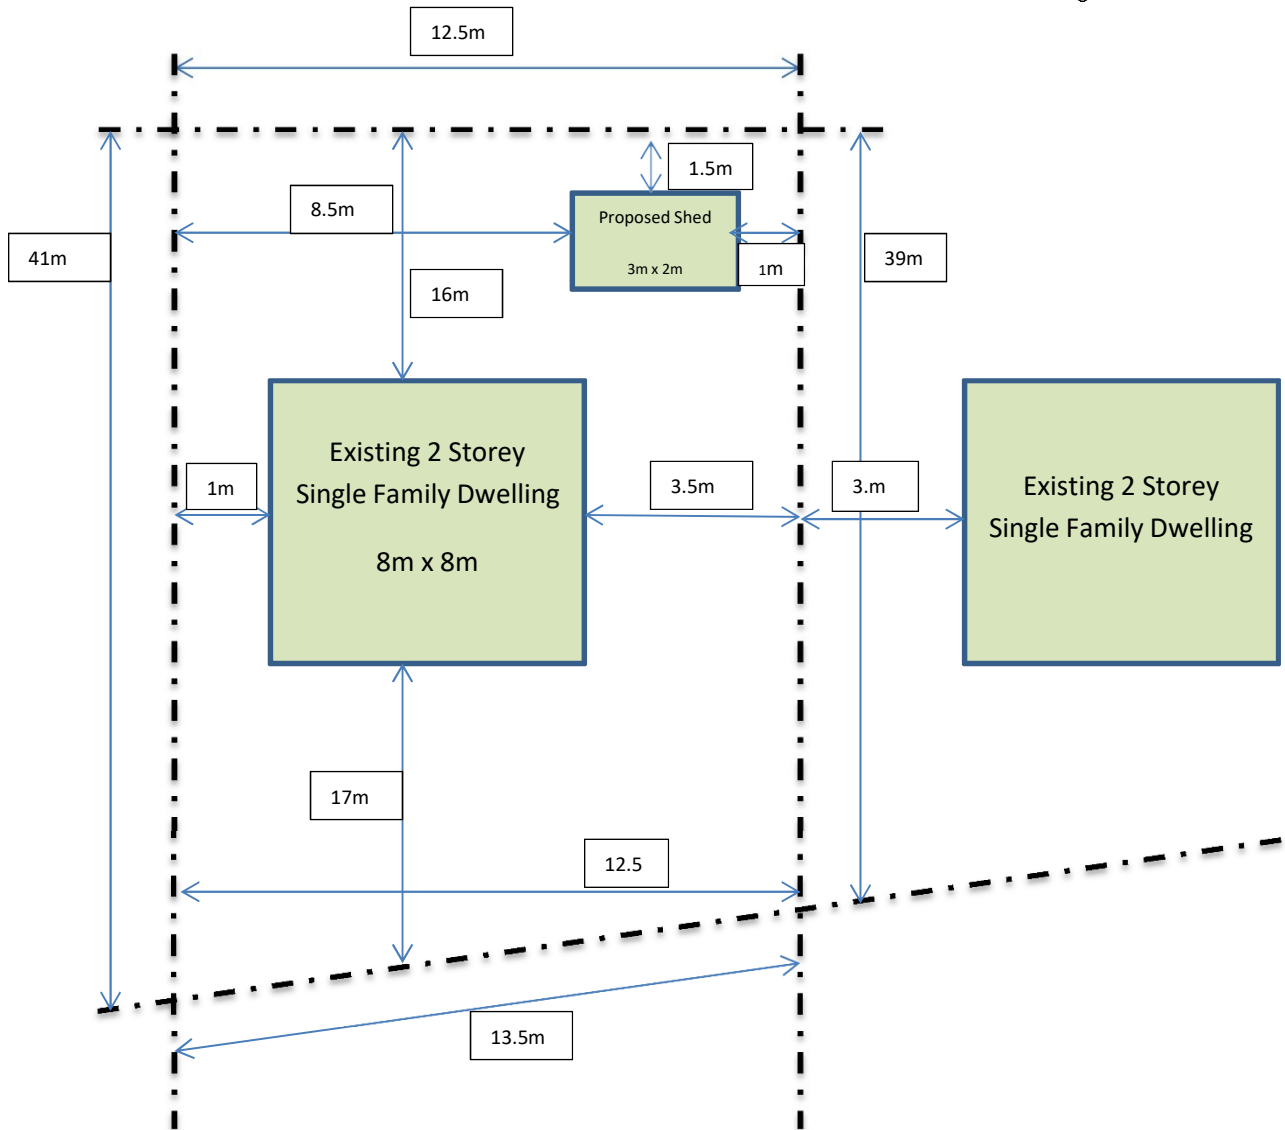 12.5m
1.5m
Proposed Shed
8.5m
41m
39m
3m x 2m
1m
16m
Existing 2 Storey
Single Family Dwelling
8m x 8m
1m
3.5m
3.m
Existing 2 Storey
Single Family Dwelling
17m
12.5
13.5m